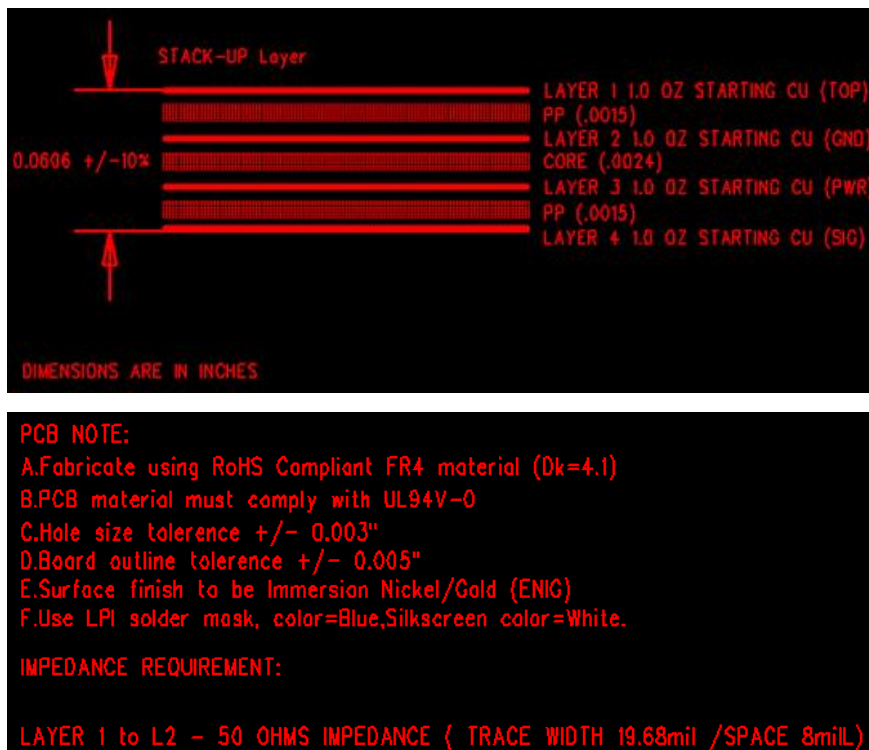 STACK-UP Layer
LAYER 1 1.0 OZ STARTING CU (TOP)
PP (.0015)
LAYER 2 1.0 OZ STARTING CU (GND)
0.0606 +/-10%
CORE (.0024)
LAYER 3 1.0 OZ STARTING CU (PWR)
PP (.0015)
LAYER 4 1.0 OZ STARTING CU (SIG)
DIMENSIONS ARE IN INCHES
PCB NOTE:
A.Fabricate using RoHS Compliant FR4 material (Dk=4.1)
B.PCB material must comply with UL94V-0
C.Hole size tolerence +/- 0.003"
D.Board outline tolerence +/- 0.005"
E.Surface finish to be Immersion Nickel/Gold (ENIG)
F.Use LPI solder mask, color=Blue,Silkscreen color=White.
IMPEDANCE REQUIREMENT:
LAYER 1 to L2 - 50 OHMS IMPEDANCE ( TRACE WIDTH 19.68mil /SPACE 8milL)